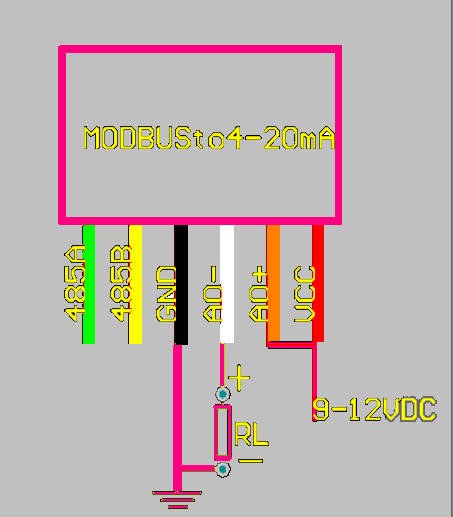 MODBUSto4-20mA
485A
485B
GND
AO-
AO+
VCC
+
9-12VDC
RL
—